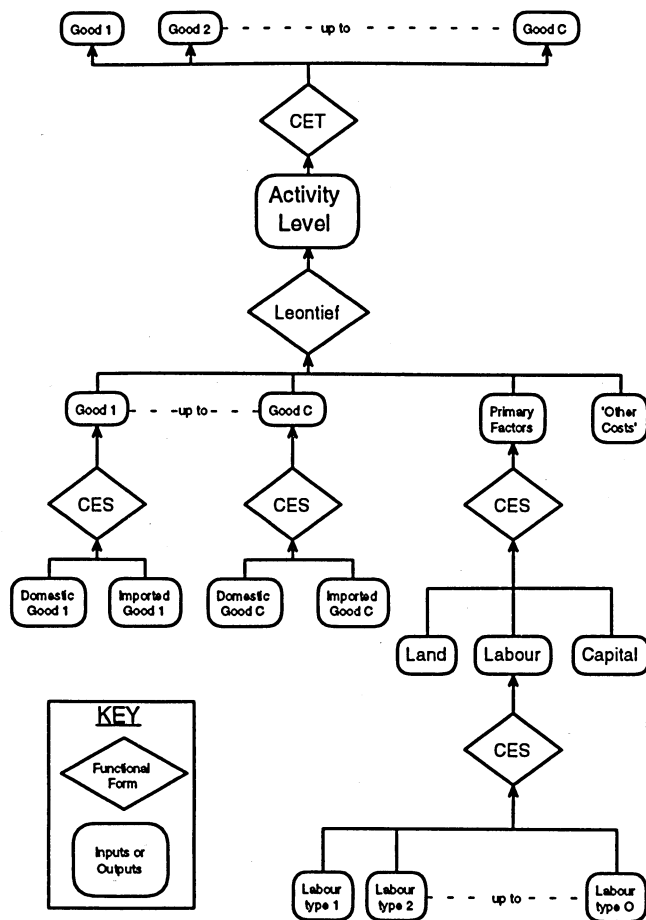 Good 1
Good 2
up to
Good C
CET
Activity
Level
Leontief
Good 1
up to
Good C
Primary
Factors
'Other
Costs'
CES
CES
CES
Domestic
Good 1
Imported
Good 1
Domestic
Good C
Imported
Good C
Land
Labour
Capital
KEY
Functional
Form
Inputs or
Outputs
CES
Labour
type 1
Labour
type 2
up to
Labour
type O